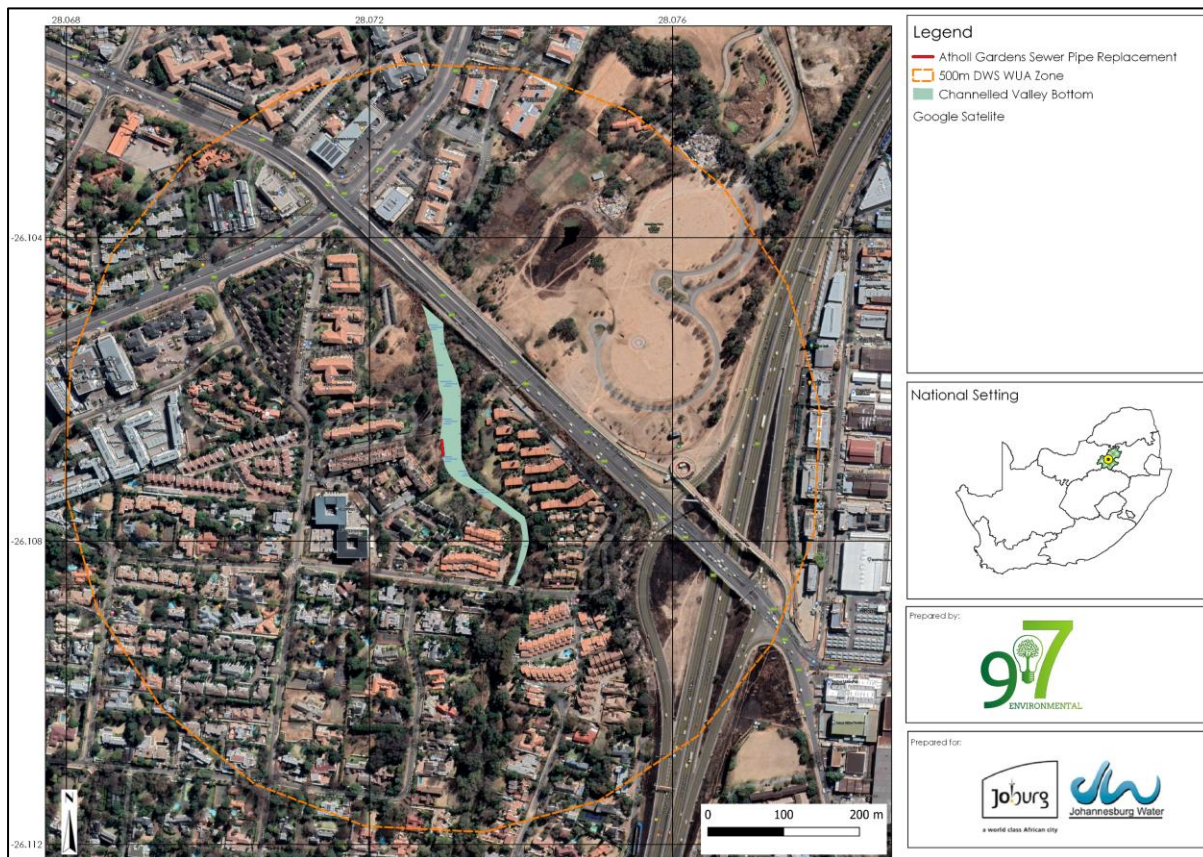 28.068
28.072
28.076
-26.104
-26.108
-26.112
N
0 100 200 m
Legend
Atholl Gardens Sewer Pipe Replacement
500m DWS WUA Zone
Channelled Valley Bottom
Google Satelite
National Setting
Prepared by:
907
ENVIRONMENTAL
Prepared for:
Joburg
a world class African city
Johannesburg Water